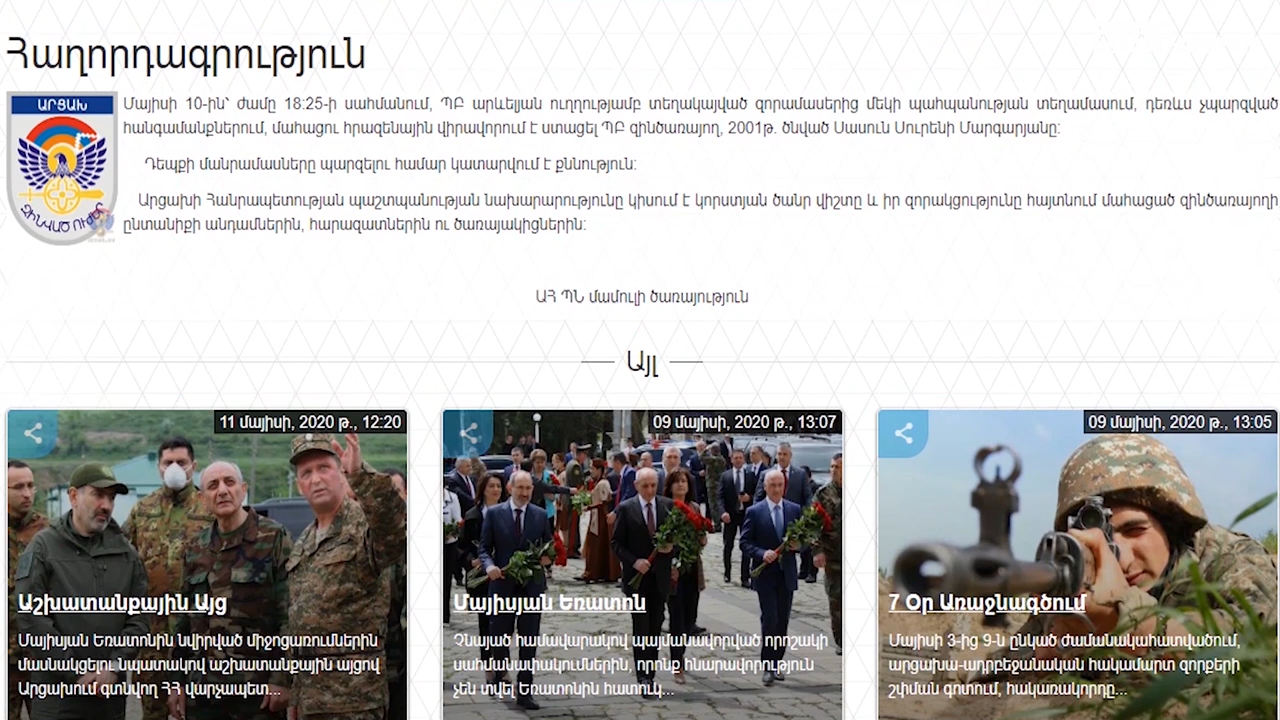 Հաղորդագրություն
ԱՐՑԱԽ
ԶԻՆՎԱԾ ՈՒԺԵՐ
Մայիսի 10-ին՝ ժամը 18:25-ի սահմանում, ՊԲ արևելյան ուղղությամբ տեղակայված զորամասերից մեկի պահպանության տեղամասում, դեռևս չպարզված
հանգամանքներում, մահացու հրազենային վիրավորում է ստացել ՊԲ զինծառայող, 2001թ. ծնված Սասուն Սուրենի Մարգարյանը:
Դեպքի մանրամասները պարզելու համար կատարվում է քննություն:
Արցախի Հանրապետության պաշտպանության նախարարությունը կիսում է կորստյան ծանր վիշտը և իր զորակցությունը հայտնում մահացած զինծառայողի
ընտանիքի անդամներին, հարազատներին ու ծառայակիցներին:
ԱՀ ՊՆ մամուլի ծառայություն
Այլ
11 մայիսի, 2020 թ., 12:20
Աշխատանքային Այց
Մայիսյան Եռատոնին նվիրված միջոցառումներին
մասնակցելու նպատակով աշխատանքային այցով
Արցախում գտնվող ՀՀ վարչապետ...
09 մայիսի, 2020 թ., 13:07
Մայիսյան Եռատոն
Չնայած համավարակով պայմանավորված որոշակի
սահմանափակումներին, որոնք հնարավորություն
չեն տվել Եռատոնին հատուկ...
09 մայիսի, 2020 թ., 13:05
7 Օր Առաջնագծում
Մայիսի 3-ից 9-ն ընկած ժամանակահատվածում,
արցախա-ադրբեջանական հակամարտ զորքերի
շփման գոտում, հակառակորդը...